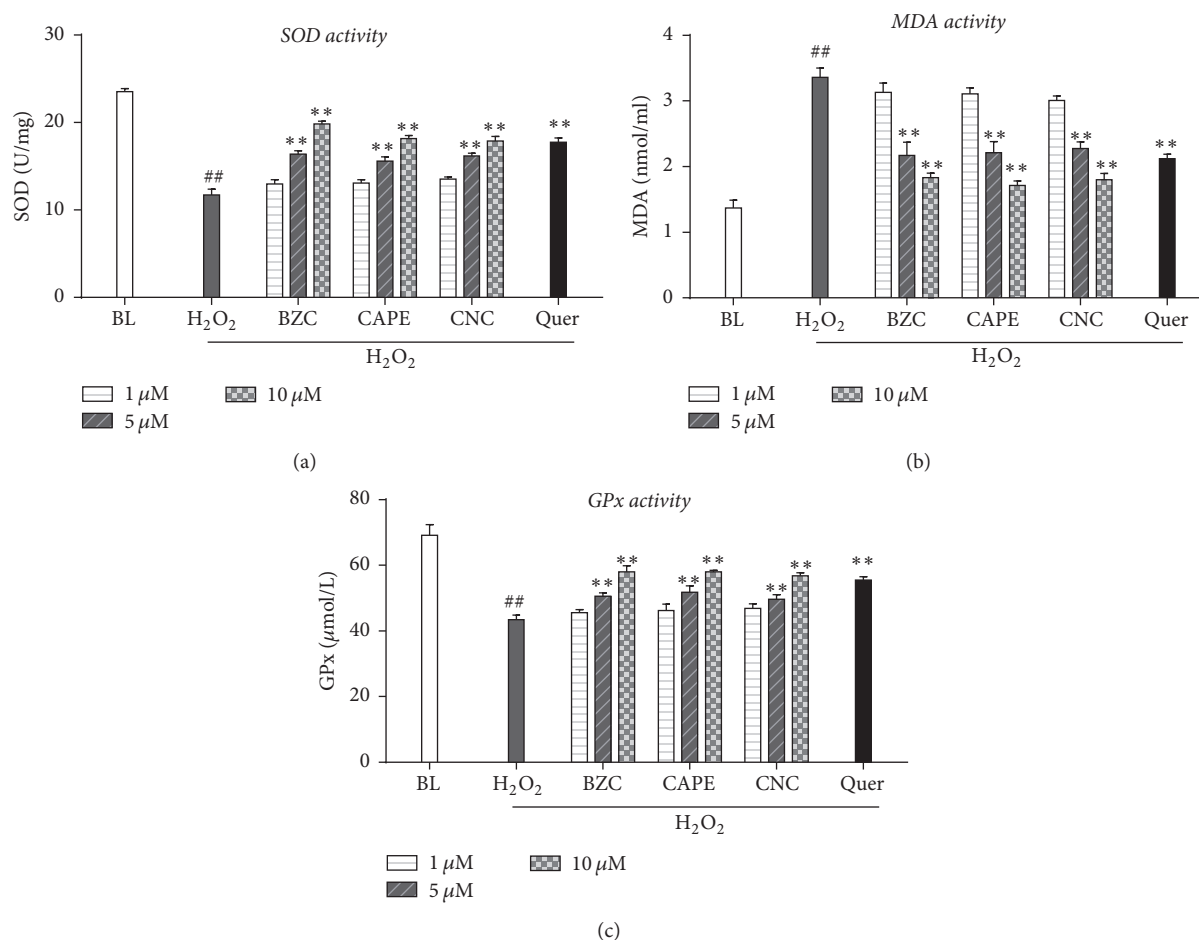 SOD activity
SOD (U/mg)
30
20
10
0
##
** ** ** ** ** ** **
BL H₂O₂ BZC CAPE CNC Quer
H₂O₂
1 μM 10 μM
5 μM
(a)
MDA activity
MDA (nmol/ml)
4
3
2
1
0
##
** ** ** ** ** ** **
BL H₂O₂ BZC CAPE CNC Quer
H₂O₂
1 μM 10 μM
5 μM
(b)
GPx activity
GPx (μmol/L)
80
60
40
20
0
##
** ** ** ** ** ** **
BL H₂O₂ BZC CAPE CNC Quer
H₂O₂
1 μM 10 μM
5 μM
(c)